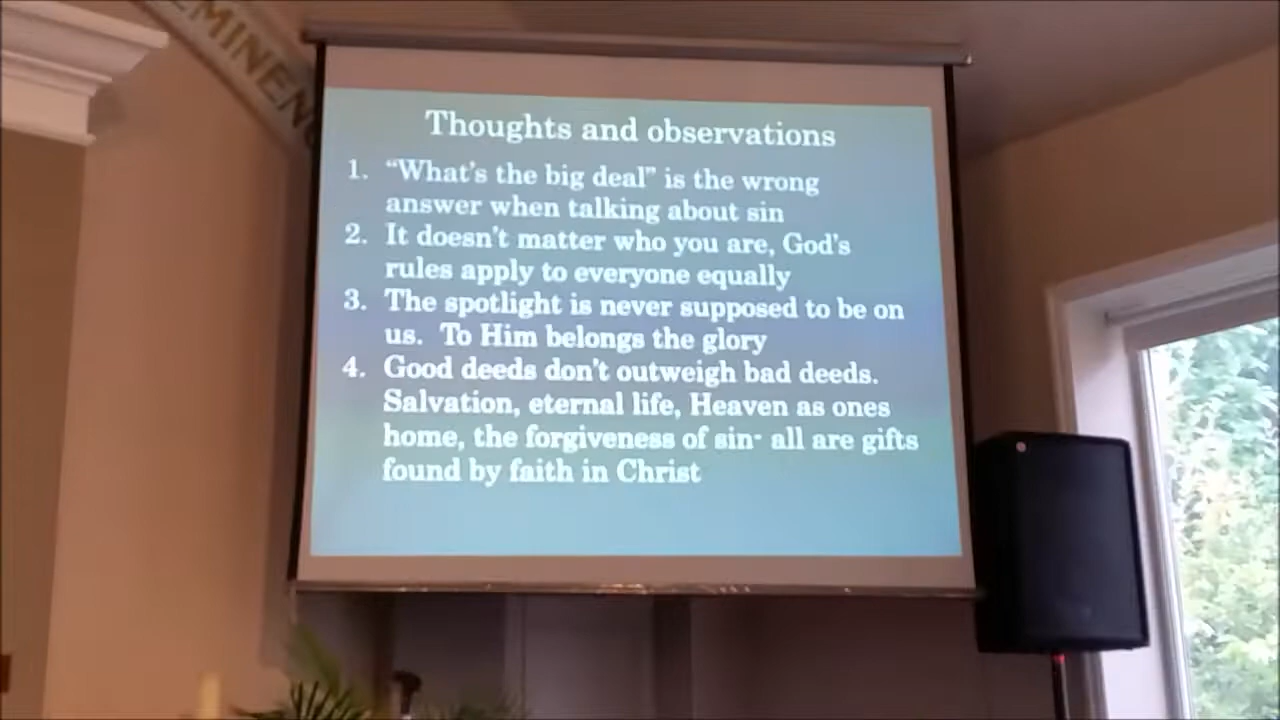 EMINEN
Thoughts and observations
1. “What's the big deal” is the wrong
answer when talking about sin
2. It doesn't matter who you are, God's
rules apply to everyone equally
3. The spotlight is never supposed to be on
us. To Him belongs the glory
4. Good deeds don't outweigh bad deeds.
Salvation, eternal life, Heaven as ones
home, the forgiveness of sin- all are gifts
found by faith in Christ